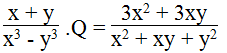 (x + y)/(x³ - y³) .Q = (3x² + 3xy)/(x² + xy + y²)